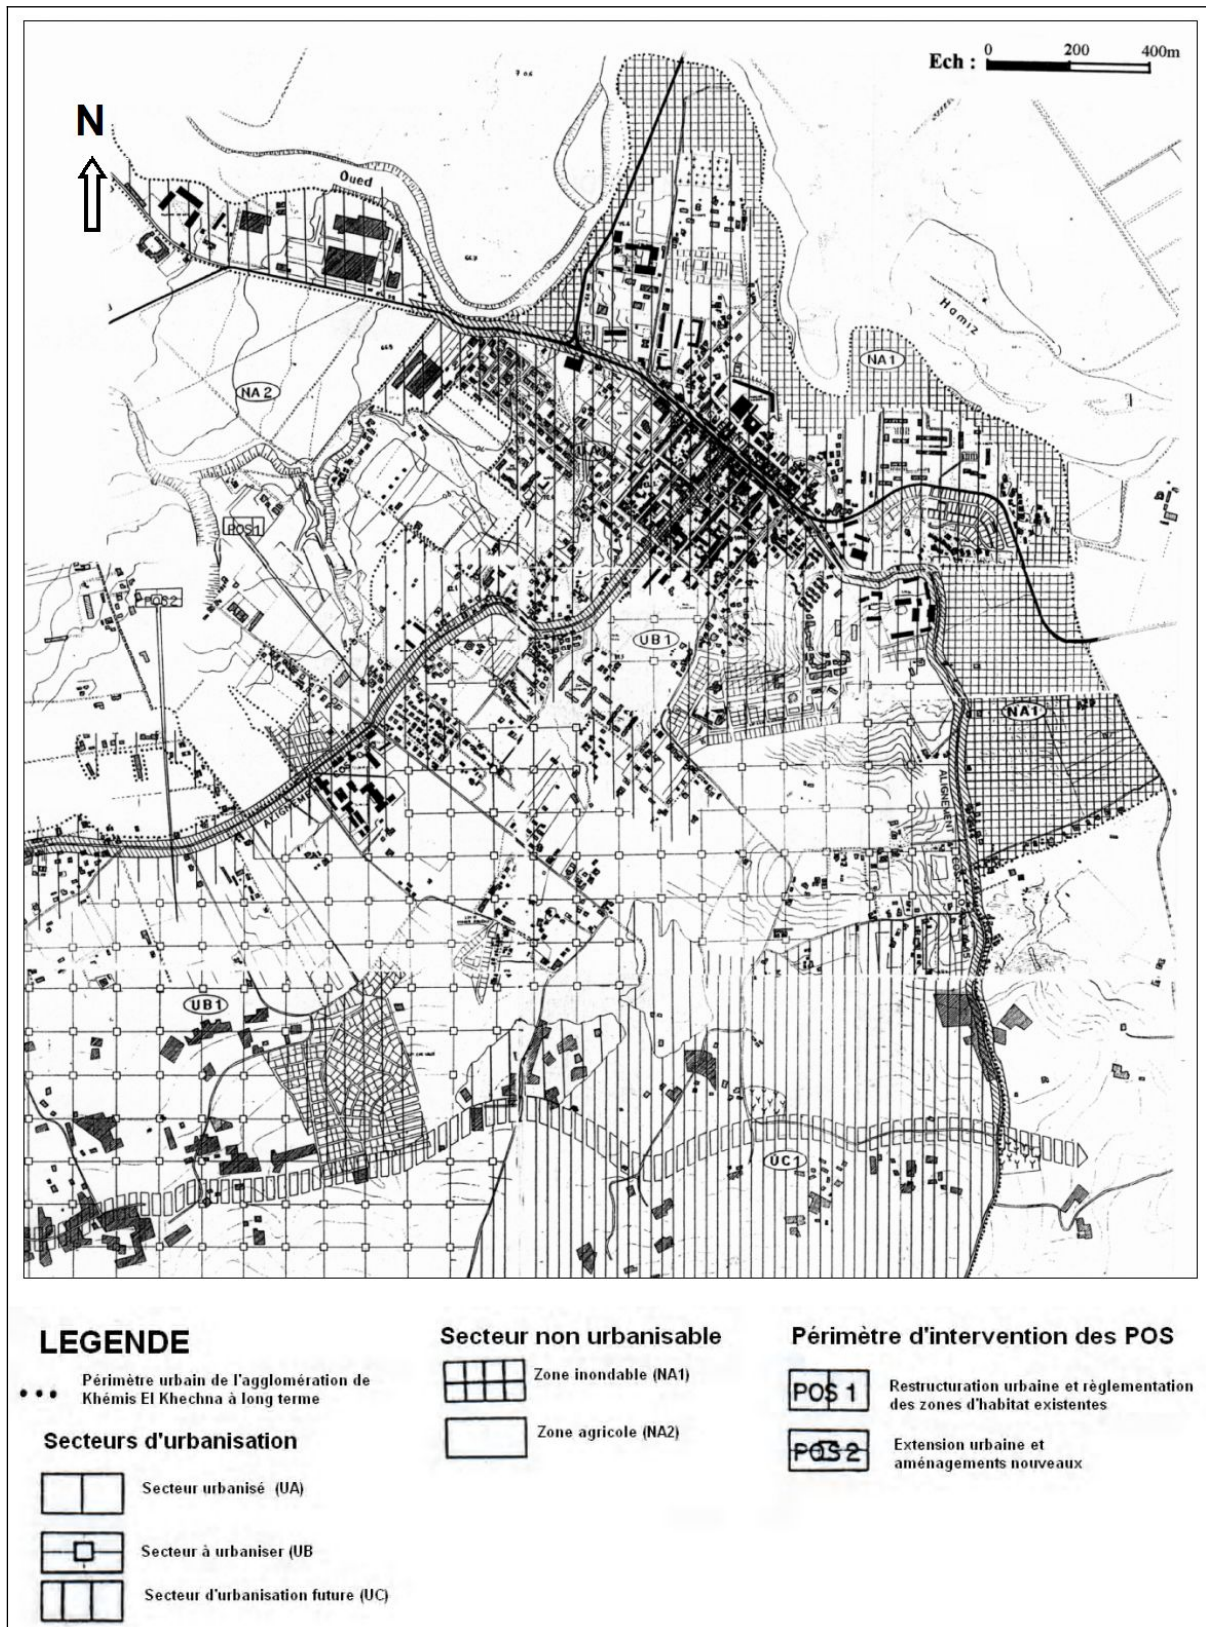 0 200 400m
Ech :
N
Oued
Hamiz
NA1
NA2
POS1
POS2
UB1
NA1
ALIGNEMENT
ALIGNEMENT
UB1
UC1
LEGENDE
Périmètre urbain de l'agglomération de
Khémis El Khechna à long terme
Secteurs d'urbanisation
Secteur urbanisé (UA)
Secteur à urbaniser (UB
Secteur d'urbanisation future (UC)
Secteur non urbanisable
Zone inondable (NA1)
Zone agricole (NA2)
Périmètre d'intervention des POS
POS 1
Restructuration urbaine et règlementation
des zones d'habitat existentes
POS 2
Extension urbaine et
aménagements nouveaux